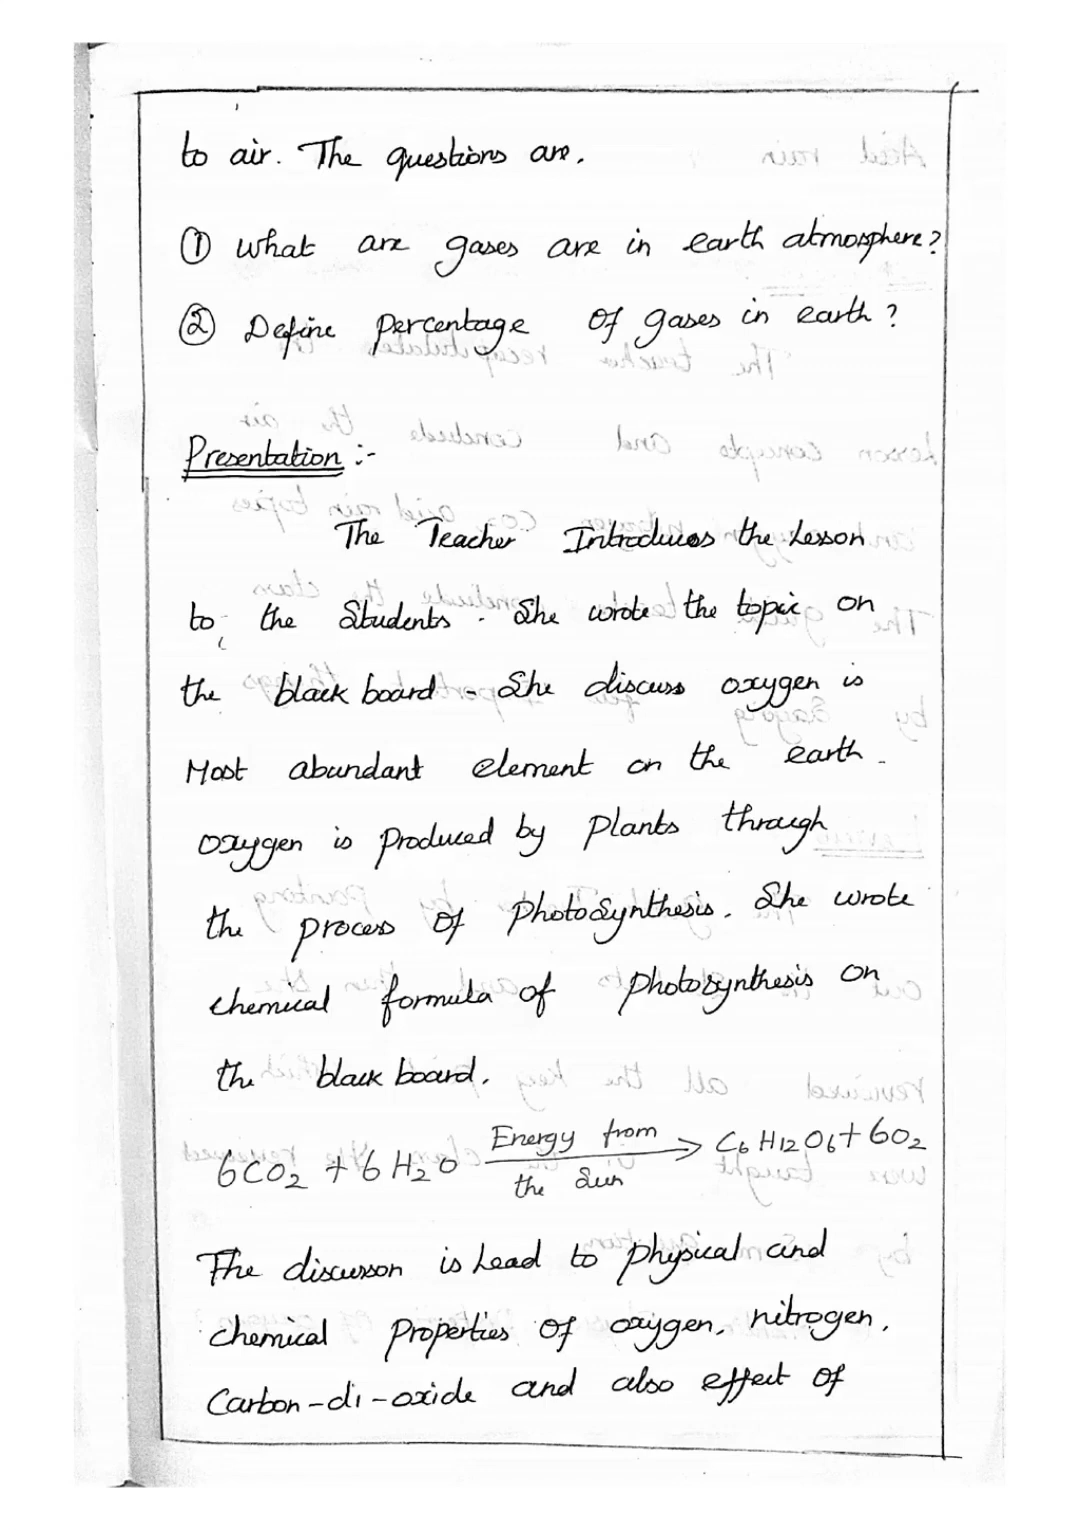 to air. The questions are.
① what are gases are in earth atmosphere?
② Define percentage of gases in earth?
Presentation :-
The Teacher Introduces the Lesson
to the Students. She wrote the topic on
the black board - She discuss oxygen is
Most abundant element on the earth.
oxygen is produced by plants through
the process of photosynthesis. She wrote
chemical formula of photosynthesis on
the black board.
6CO2 + 6H2O Energy from the Sun → C6H12O6 + 6O2
The discusson is Lead to physical and
chemical properties of oxygen, nitrogen,
Carbon-di-oxide and also effect of